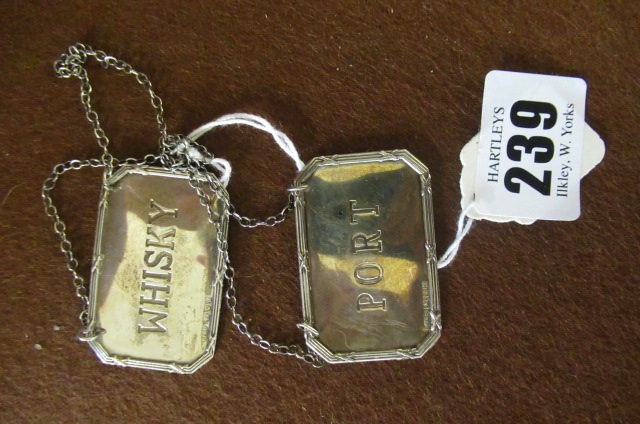 WHISKY
PORT
HARTLEYS
239
Ilkley, W. Yorks